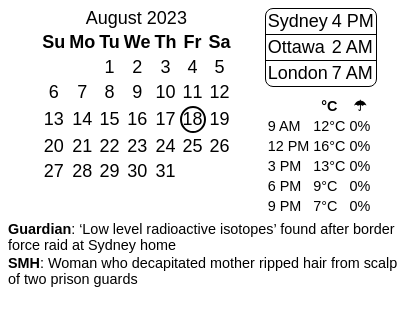 August 2023
Su Mo Tu We Th Fr Sa
1 2 3 4 5
6 7 8 9 10 11 12
13 14 15 16 17 18 19
20 21 22 23 24 25 26
27 28 29 30 31
Sydney 4 PM
Ottawa 2 AM
London 7 AM
°C ☂
9 AM 12°C 0%
12 PM 16°C 0%
3 PM 13°C 0%
6 PM 9°C 0%
9 PM 7°C 0%
Guardian: ‘Low level radioactive isotopes’ found after border
force raid at Sydney home
SMH: Woman who decapitated mother ripped hair from scalp
of two prison guards